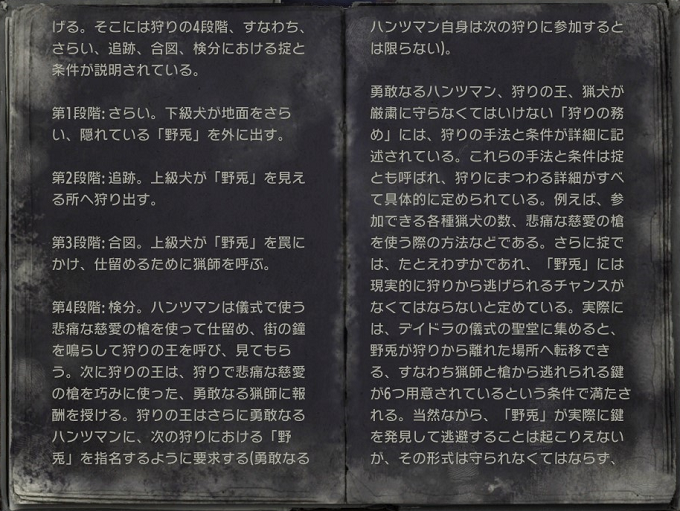 げる。そこには狩りの4段階、すなわち、
さらい、追跡、合図、検分における掟と
条件が説明されている。
第1段階: さらい。下級犬が地面をさら
い、隠れている「野兎」を外に出す。
第2段階: 追跡。上級犬が「野兎」を見え
る所へ狩り出す。
第3段階: 合図。上級犬が「野兎」を罠に
かけ、仕留めるために猟師を呼ぶ。
第4段階: 検分。ハンツマンは儀式で使う
悲痛な慈愛の槍を使って仕留め、街の鐘
を鳴らして狩りの王を呼び、見てもら
う。次に狩りの王は、狩りで悲痛な慈愛
の槍を巧みに使った、勇敢なる猟師に報
酬を授ける。狩りの王はさらに勇敢なる
ハンツマンに、次の狩りにおける「野
兎」を指名するように要求する(勇敢なる
ハンツマン自身は次の狩りに参加すると
は限らない)。
勇敢なるハンツマン、狩りの王、猟犬が
厳粛に守らなくてはいけない「狩りの務
め」には、狩りの手法と条件が詳細に記
述されている。これらの手法と条件は掟
とも呼ばれ、狩りにまつわる詳細がすべ
て具体的に定められている。例えば、参
加できる各種猟犬の数、悲痛な慈愛の槍
を使う際の方法などである。さらに掟で
は、たとえわずかであれ、「野兎」には
現実的に狩りから逃げられるチャンスが
なくてはならないと定めている。実際に
は、デイドラの儀式の聖堂に集めると、
野兎が狩りから離れた場所へ転移でき
る、すなわち猟師と槍から逃れられる鍵
が6つ用意されているという条件で満たさ
れる。当然ながら、「野兎」が実際に鍵
を発見して逃避することは起こりえない
が、その形式は守られなくてはならず、